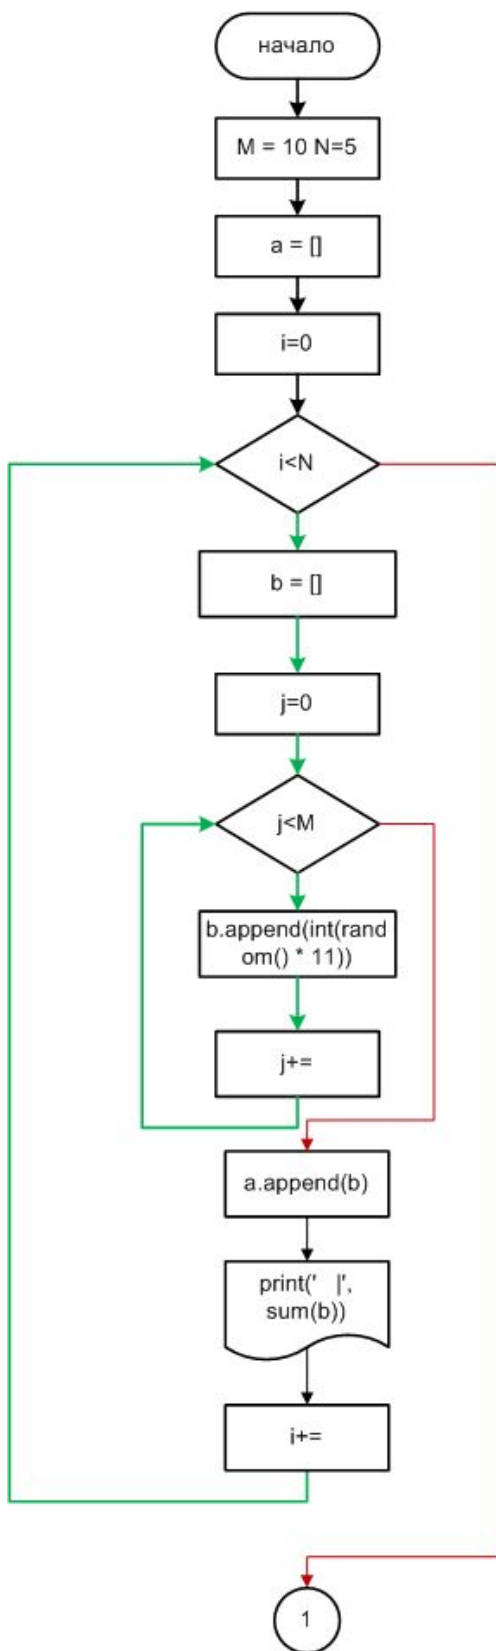 начало
M = 10 N=5
a = []
i=0
i<N
b = []
j=0
j<M
b.append(int(rand
om() * 11))
j+=
a.append(b)
print('   |',
sum(b))
i+=
1